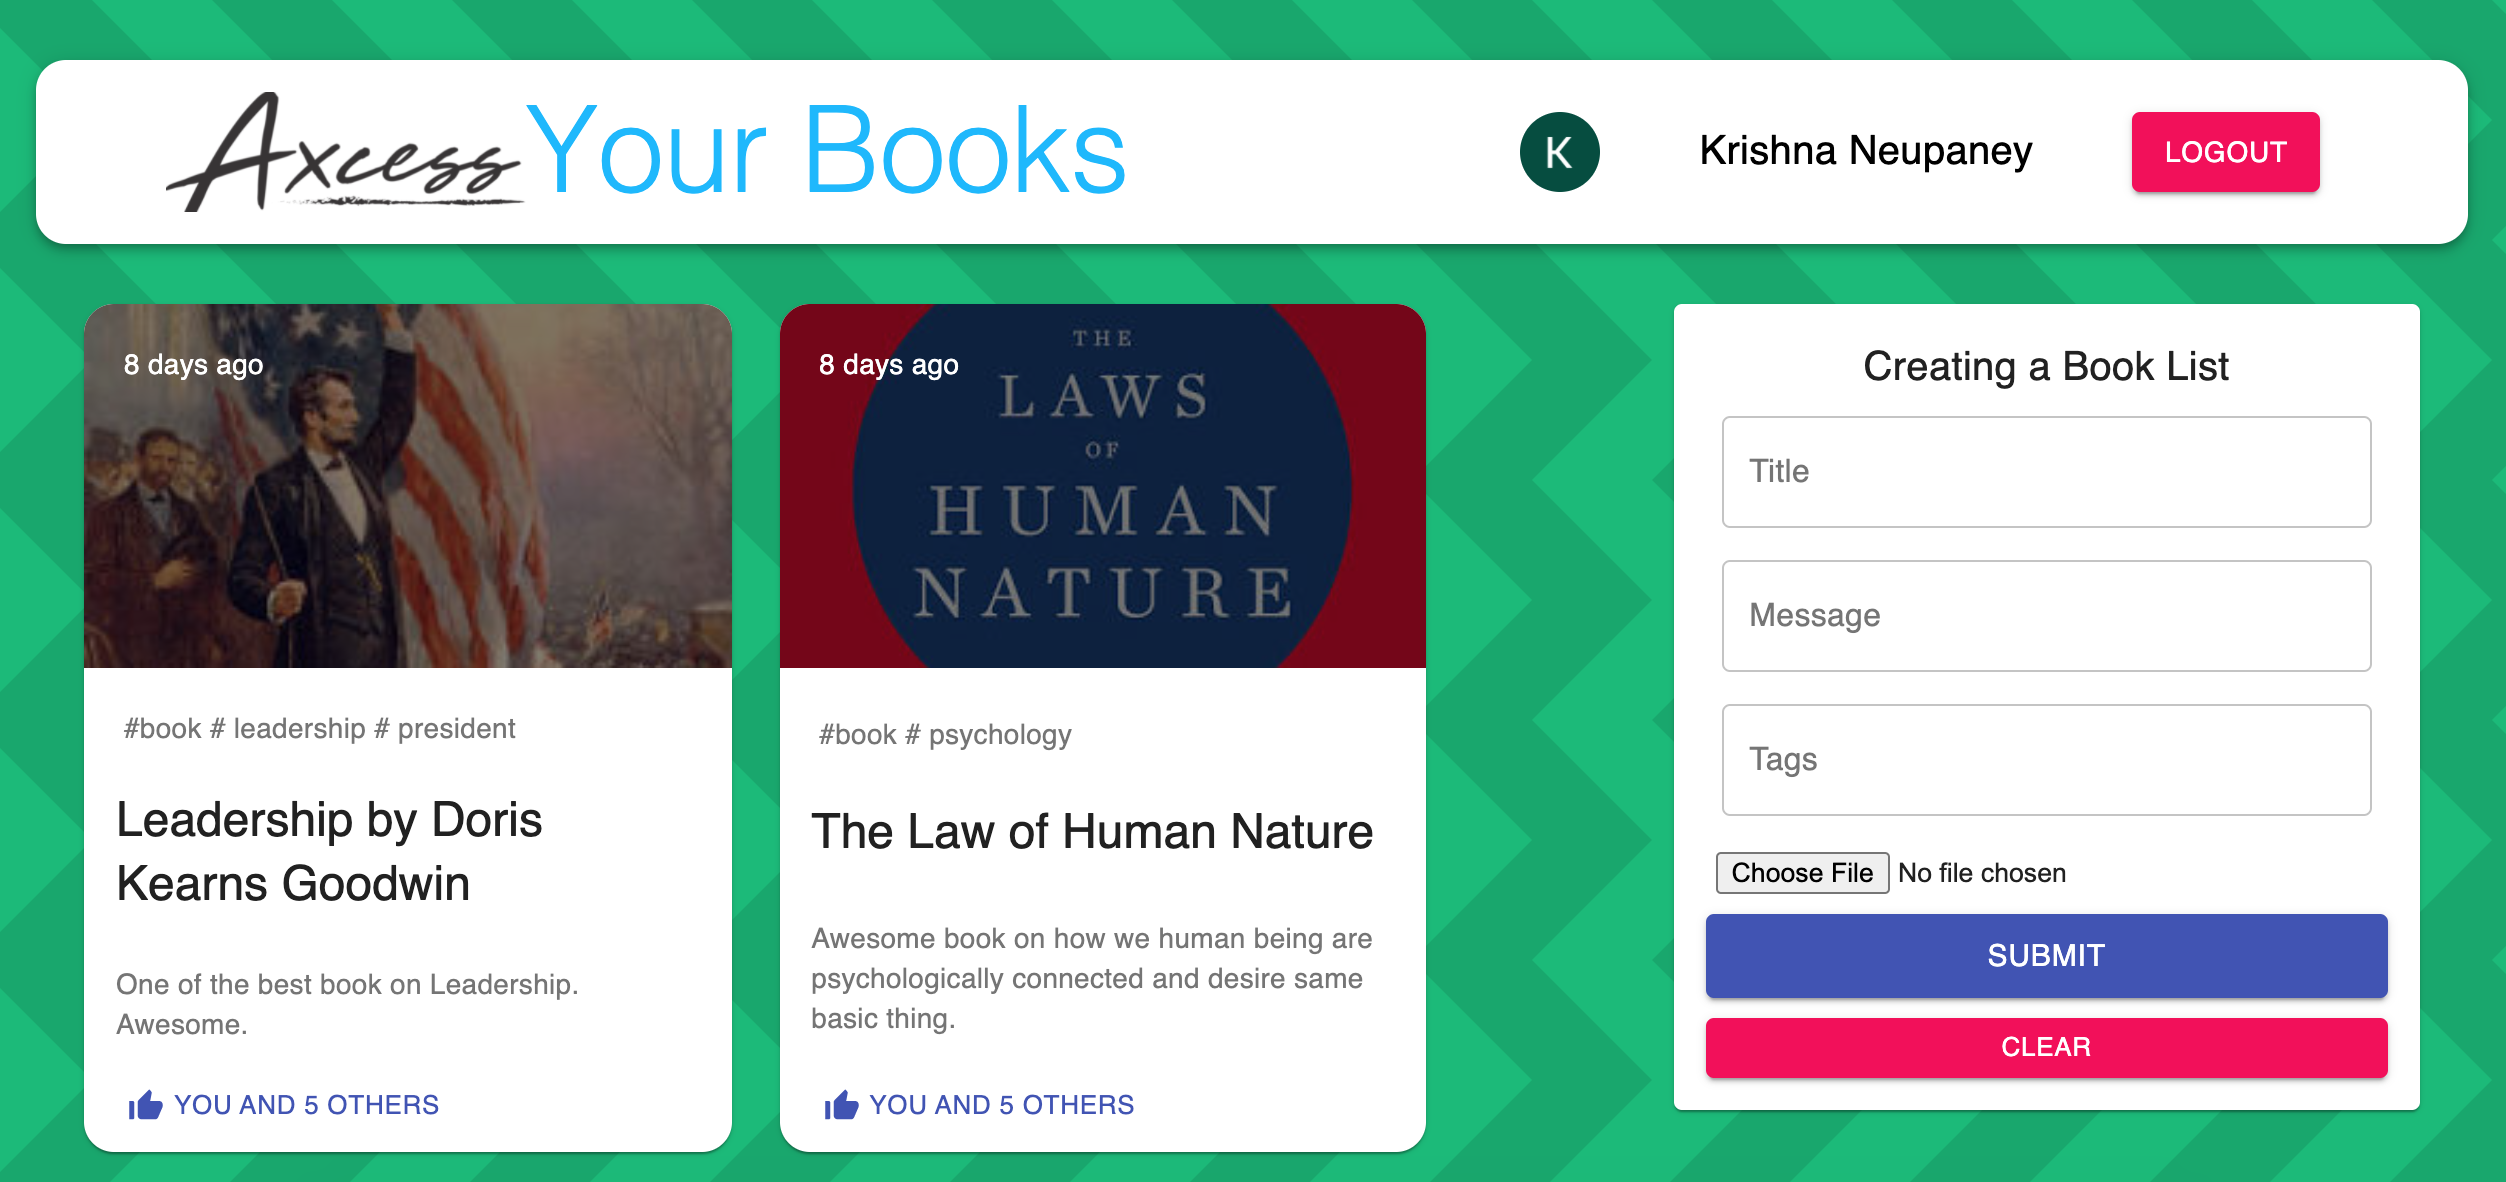 Axcess Your Books
K
Krishna Neupaney
LOGOUT
8 days ago
#book # leadership # president
Leadership by Doris
Kearns Goodwin
One of the best book on Leadership.
Awesome.
YOU AND 5 OTHERS
8 days ago
THE
LAWS
OF
HUMAN
NATURE
#book # psychology
The Law of Human Nature
Awesome book on how we human being are
psychologically connected and desire same
basic thing.
YOU AND 5 OTHERS
Creating a Book List
Title
Message
Tags
Choose File No file chosen
SUBMIT
CLEAR